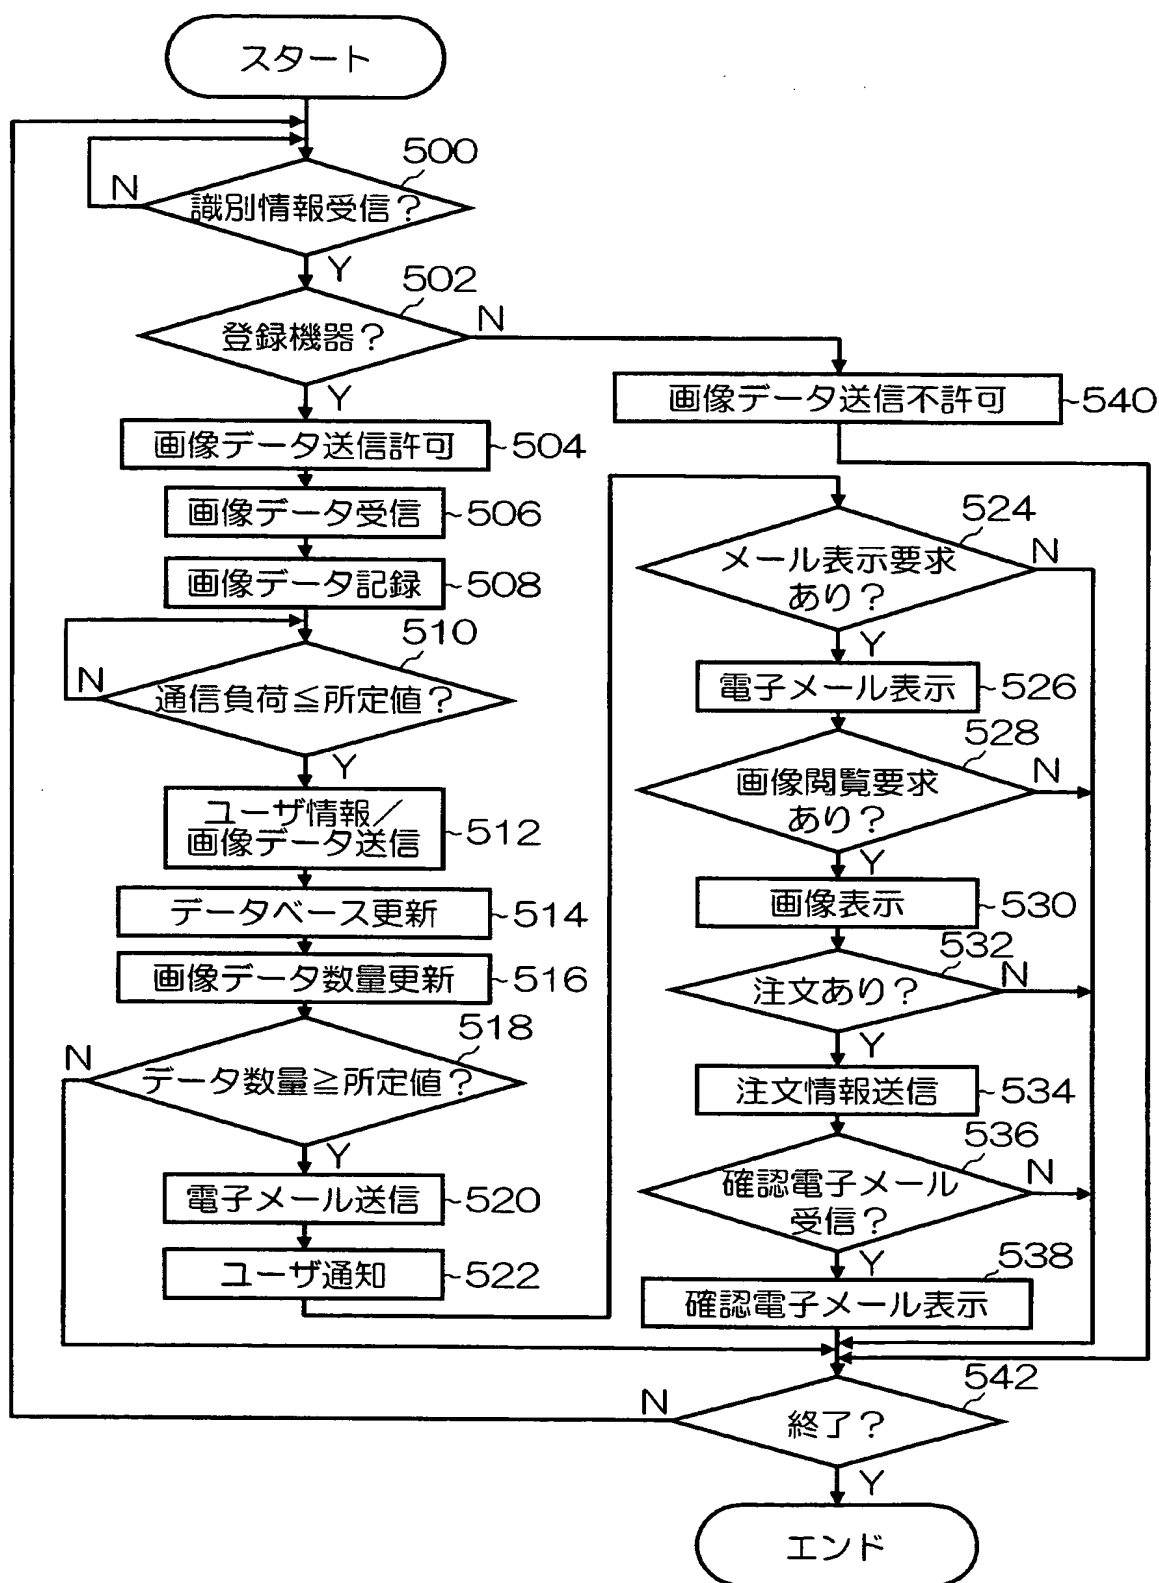 スタート
500
N
識別情報受信？
Y
502
N
登録機器？
Y
画像データ送信不許可
540
画像データ送信許可
504
画像データ受信
506
画像データ記録
508
510
N
通信負荷≦所定値？
Y
ユーザ情報／
画像データ送信
512
データベース更新
514
画像データ数量更新
516
518
N
データ数量≧所定値？
Y
電子メール送信
520
ユーザ通知
522
524
N
メール表示要求
あり？
Y
電子メール表示
526
528
N
画像閲覧要求
あり？
Y
画像表示
530
532
N
注文あり？
Y
注文情報送信
534
536
N
確認電子メール
受信？
Y
538
確認電子メール表示
542
N
終了？
Y
エンド